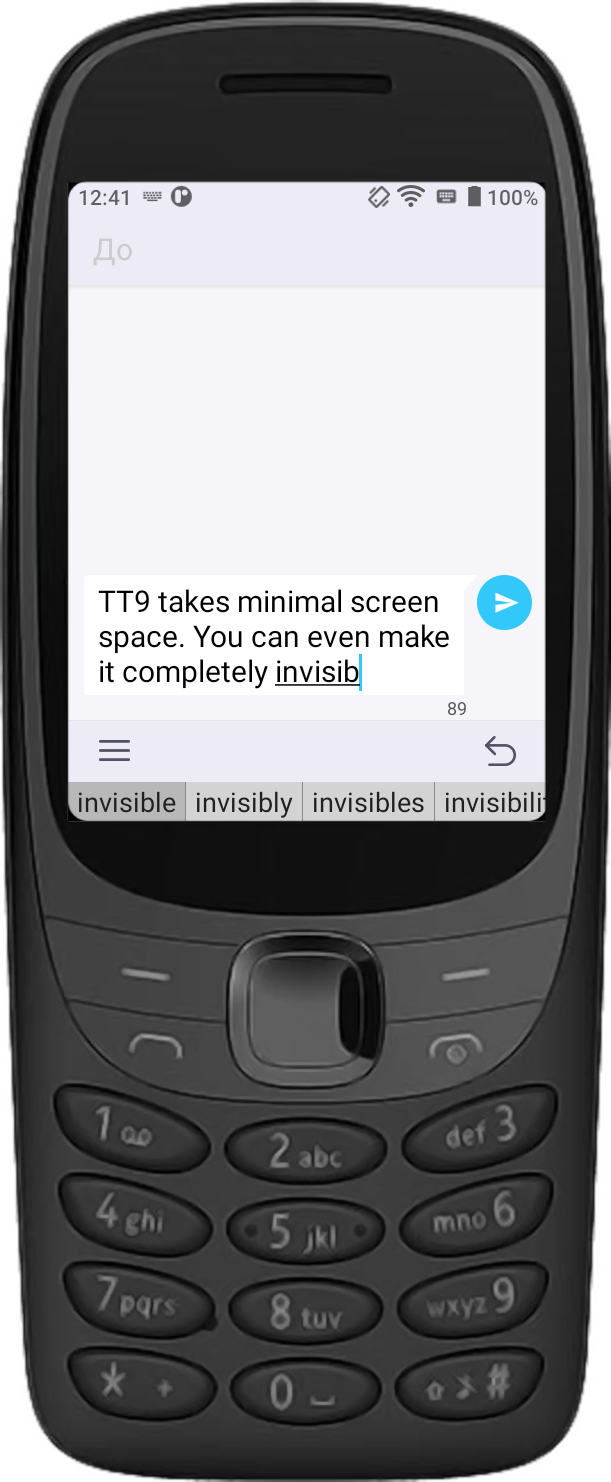 12:41 100%
До
TT9 takes minimal screen
space. You can even make
it completely invisib
89
invisible invisibly invisibles invisibili
1
2 abc
def 3
4 ghi
5 jkl
mno 6
7 pqrs
8 tuv
wxyz 9
* +
0
#